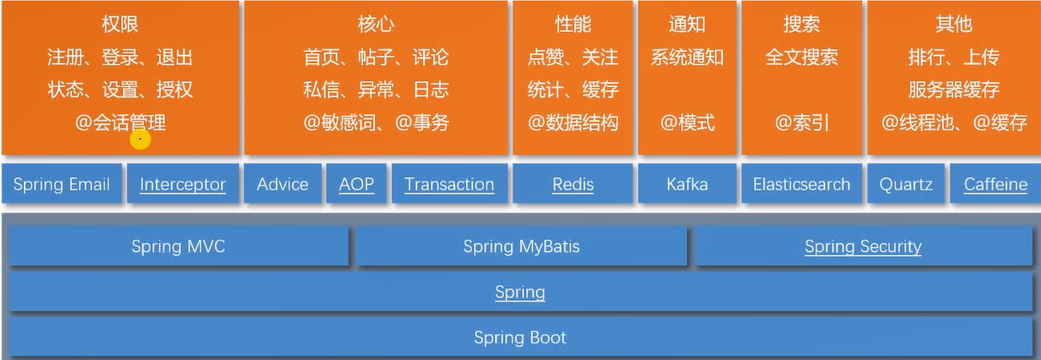 权限
注册、登录、退出
状态、设置、授权
@会话管理
核心
首页、帖子、评论
私信、异常、日志
@敏感词、@事务
性能
点赞、关注
统计、缓存
@数据结构
通知
系统通知
@模式
搜索
全文搜索
@索引
其他
排行、上传
服务器缓存
@线程池、@缓存
Spring Email
Interceptor
Advice
AOP
Transaction
Redis
Kafka
Elasticsearch
Quartz
Caffeine
Spring MVC
Spring MyBatis
Spring Security
Spring
Spring Boot